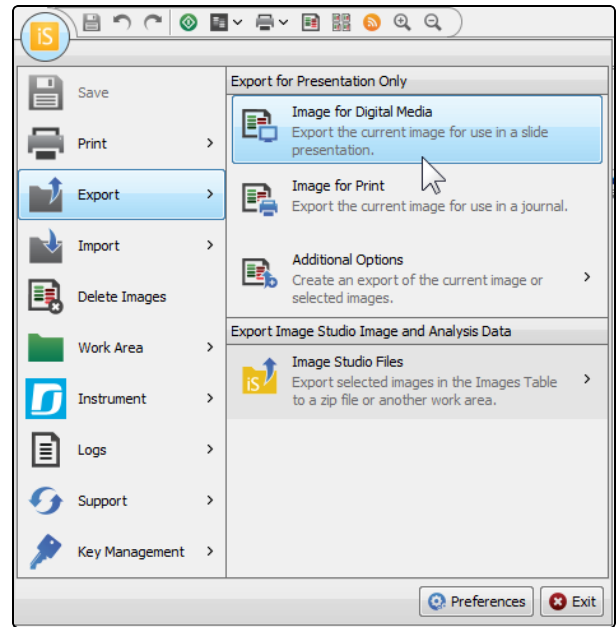 iS
Save
Print
Export
Import
Delete Images
Work Area
Instrument
Logs
Support
Key Management
Export for Presentation Only
Image for Digital Media
Export the current image for use in a slide
presentation.
Image for Print
Export the current image for use in a journal.
Additional Options
Create an export of the current image or
selected images.
Export Image Studio Image and Analysis Data
iS
Image Studio Files
Export selected images in the Images Table
to a zip file or another work area.
Preferences
Exit